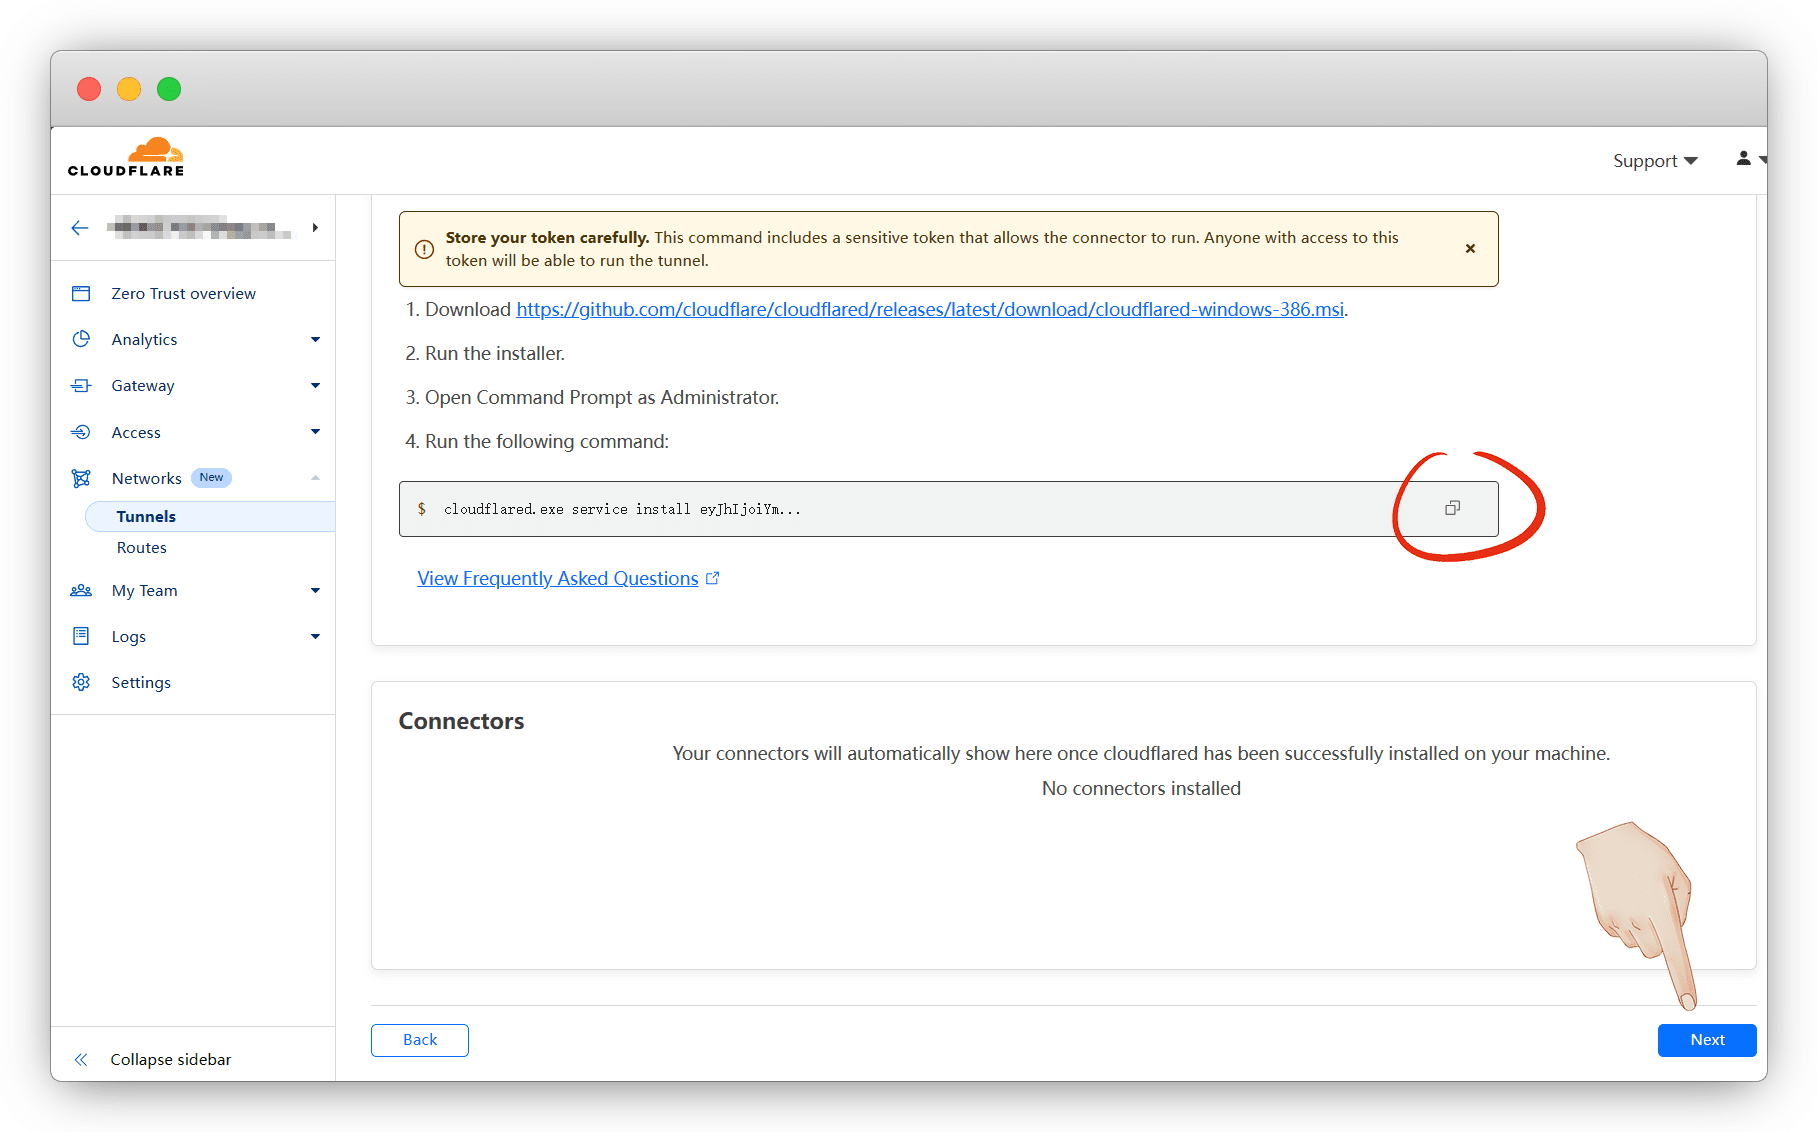 CLOUDFLARE
Support
Zero Trust overview
Analytics
Gateway
Access
Networks New
Tunnels
Routes
My Team
Logs
Settings
Collapse sidebar
Store your token carefully. This command includes a sensitive token that allows the connector to run. Anyone with access to this
token will be able to run the tunnel.
1. Download https://github.com/cloudflare/cloudflared/releases/latest/download/cloudflared-windows-386.msi.
2. Run the installer.
3. Open Command Prompt as Administrator.
4. Run the following command:
$ cloudflared.exe service install eyJhIjoiYm...
View Frequently Asked Questions
Connectors
Your connectors will automatically show here once cloudflared has been successfully installed on your machine.
No connectors installed
Back
Next